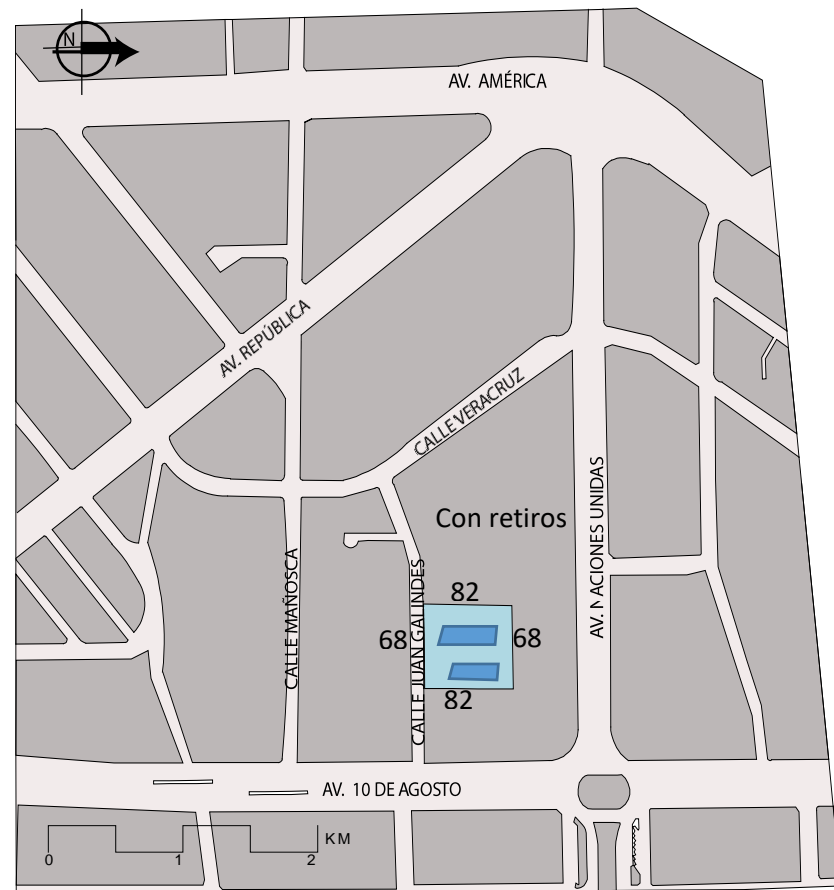 N
AV. AMÉRICA
AV. REPÚBLICA
CALLE VERACRUZ
Con retiros
AV. NACIONES UNIDAS
CALLE MAÑOSCA
CALLE JUAN GALINDES
82
68
68
82
AV. 10 DE AGOSTO
KM
0 1 2